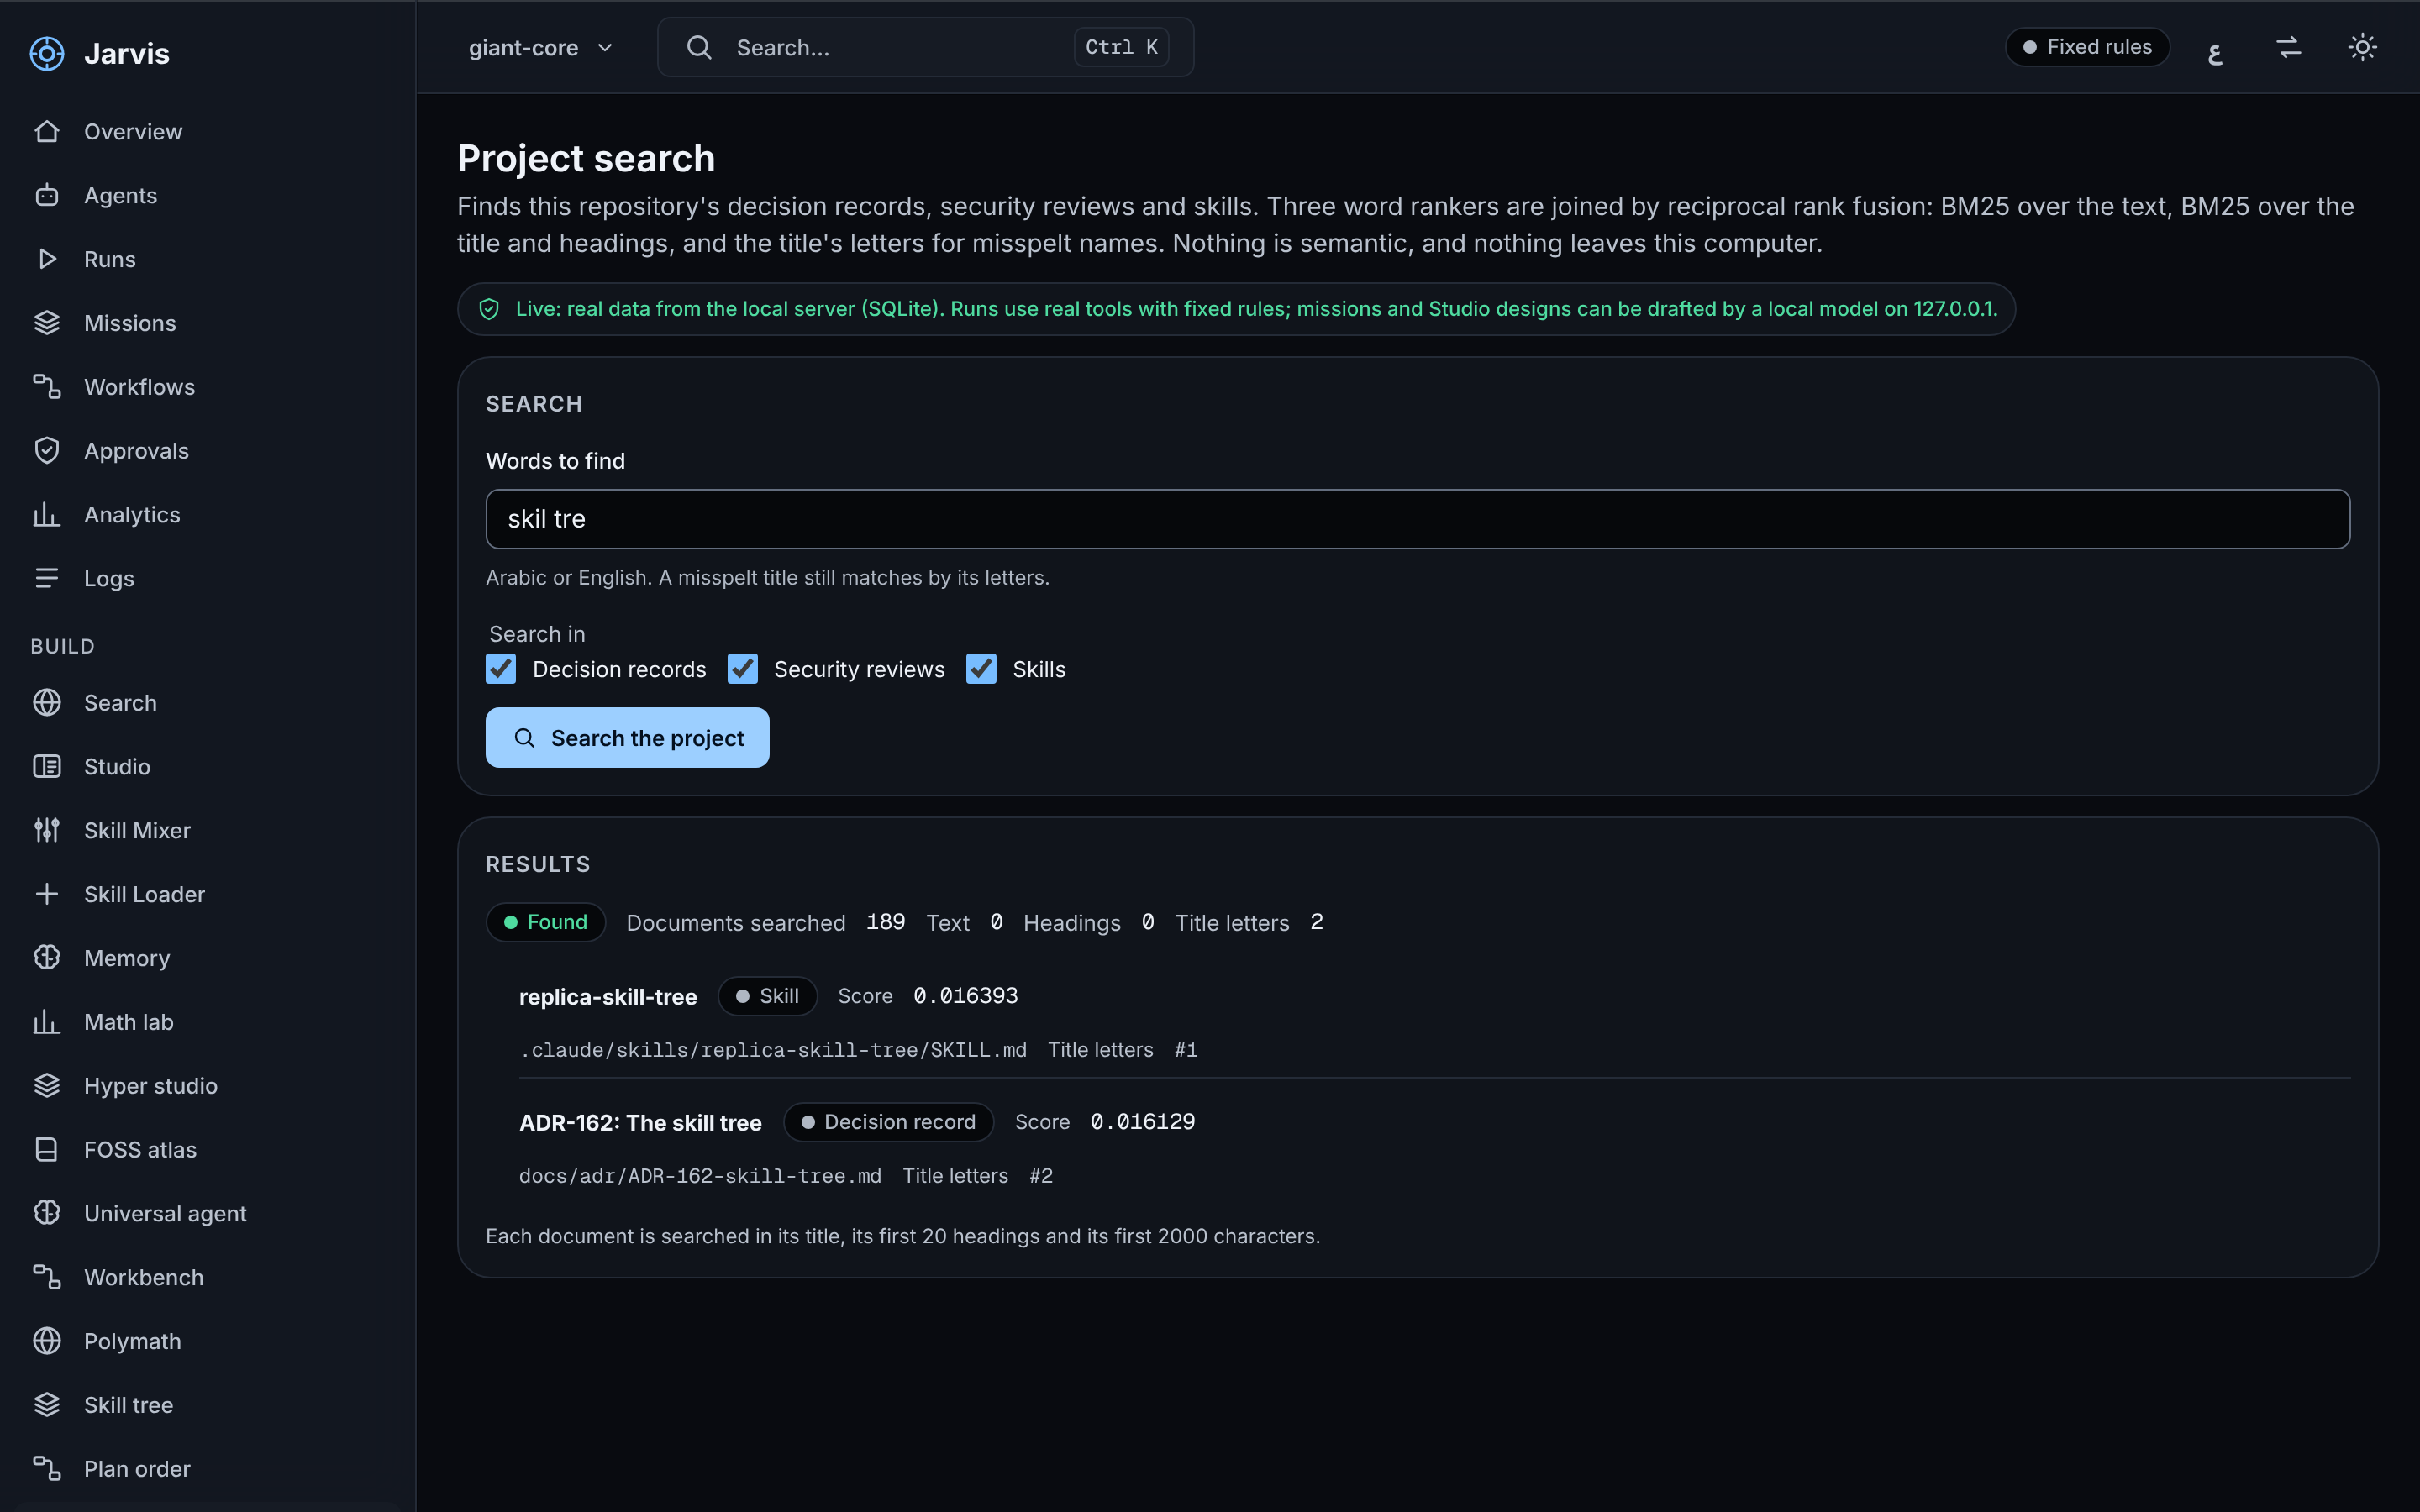 Jarvis
Overview
Agents
Runs
Missions
Workflows
Approvals
Analytics
Logs
BUILD
Search
Studio
Skill Mixer
Skill Loader
Memory
Math lab
Hyper studio
FOSS atlas
Universal agent
Workbench
Polymath
Skill tree
Plan order
giant-core
Search...
Ctrl K
Fixed rules
ع
Project search
Finds this repository's decision records, security reviews and skills. Three word rankers are joined by reciprocal rank fusion: BM25 over the text, BM25 over the
title and headings, and the title's letters for misspelt names. Nothing is semantic, and nothing leaves this computer.
Live: real data from the local server (SQLite). Runs use real tools with fixed rules; missions and Studio designs can be drafted by a local model on 127.0.0.1.
SEARCH
Words to find
skil tre
Arabic or English. A misspelt title still matches by its letters.
Search in
Decision records Security reviews Skills
Search the project
RESULTS
Found Documents searched 189 Text 0 Headings 0 Title letters 2
replica-skill-tree Skill Score 0.016393
.claude/skills/replica-skill-tree/SKILL.md Title letters #1
ADR-162: The skill tree Decision record Score 0.016129
docs/adr/ADR-162-skill-tree.md Title letters #2
Each document is searched in its title, its first 20 headings and its first 2000 characters.